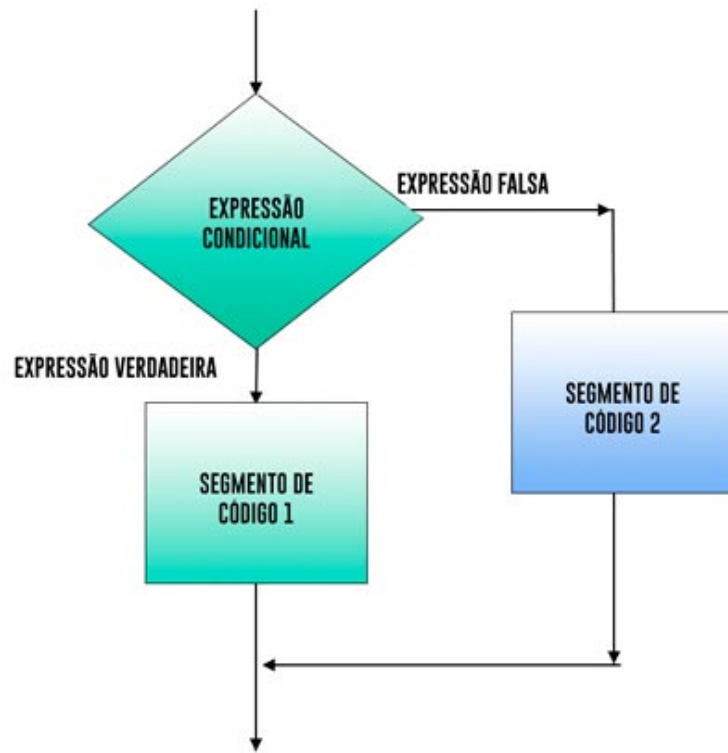 EXPRESSÃO
CONDICIONAL
EXPRESSÃO FALSA
EXPRESSÃO VERDADEIRA
SEGMENTO DE
CÓDIGO 1
SEGMENTO DE
CÓDIGO 2